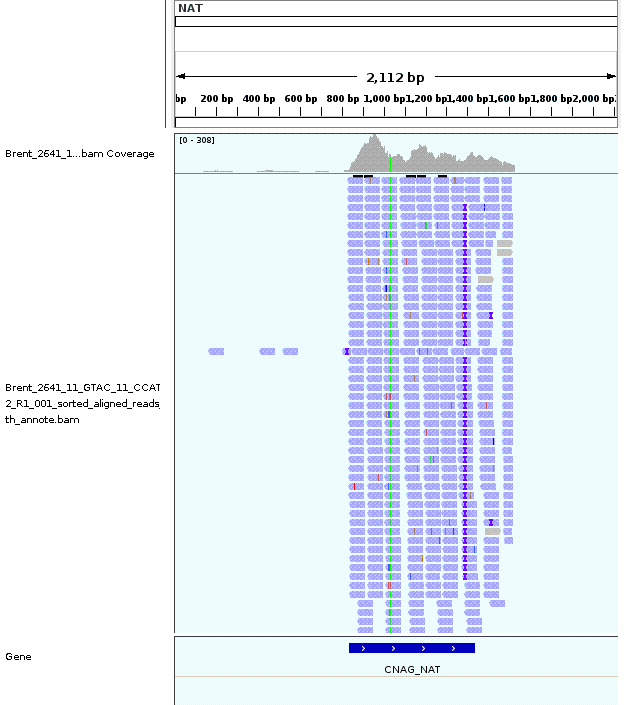 NAT
2,112 bp
bp 200 bp 400 bp 600 bp 800 bp 1,000 bp 1,200 bp 1,400 bp 1,600 bp 1,800 bp 2,000 bp
[0 - 308]
Brent_2641_1...bam Coverage
Brent_2641_11_GTAC_11_CCAT
2_R1_001_sorted_aligned_reads_
th_annote.bam
Gene
CNAG_NAT